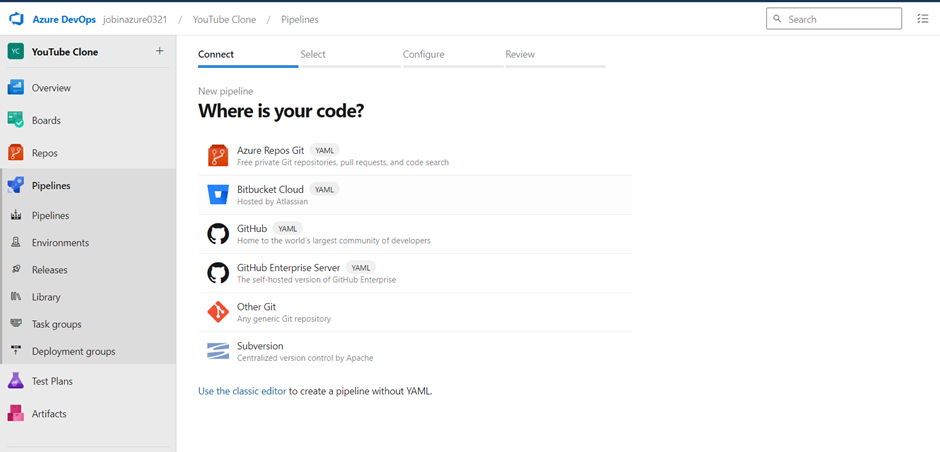 Azure DevOps jobinazure0321 / YouTube Clone / Pipelines
Search
YC YouTube Clone +
Overview
Boards
Repos
Pipelines
Pipelines
Environments
Releases
Library
Task groups
Deployment groups
Test Plans
Artifacts
Connect Select Configure Review
New pipeline
Where is your code?
Azure Repos Git YAML
Free private Git repositories, pull requests, and code search
Bitbucket Cloud YAML
Hosted by Atlassian
GitHub YAML
Home to the world's largest community of developers
GitHub Enterprise Server YAML
The self-hosted version of GitHub Enterprise
Other Git
Any generic Git repository
Subversion
Centralized version control by Apache
Use the classic editor to create a pipeline without YAML.